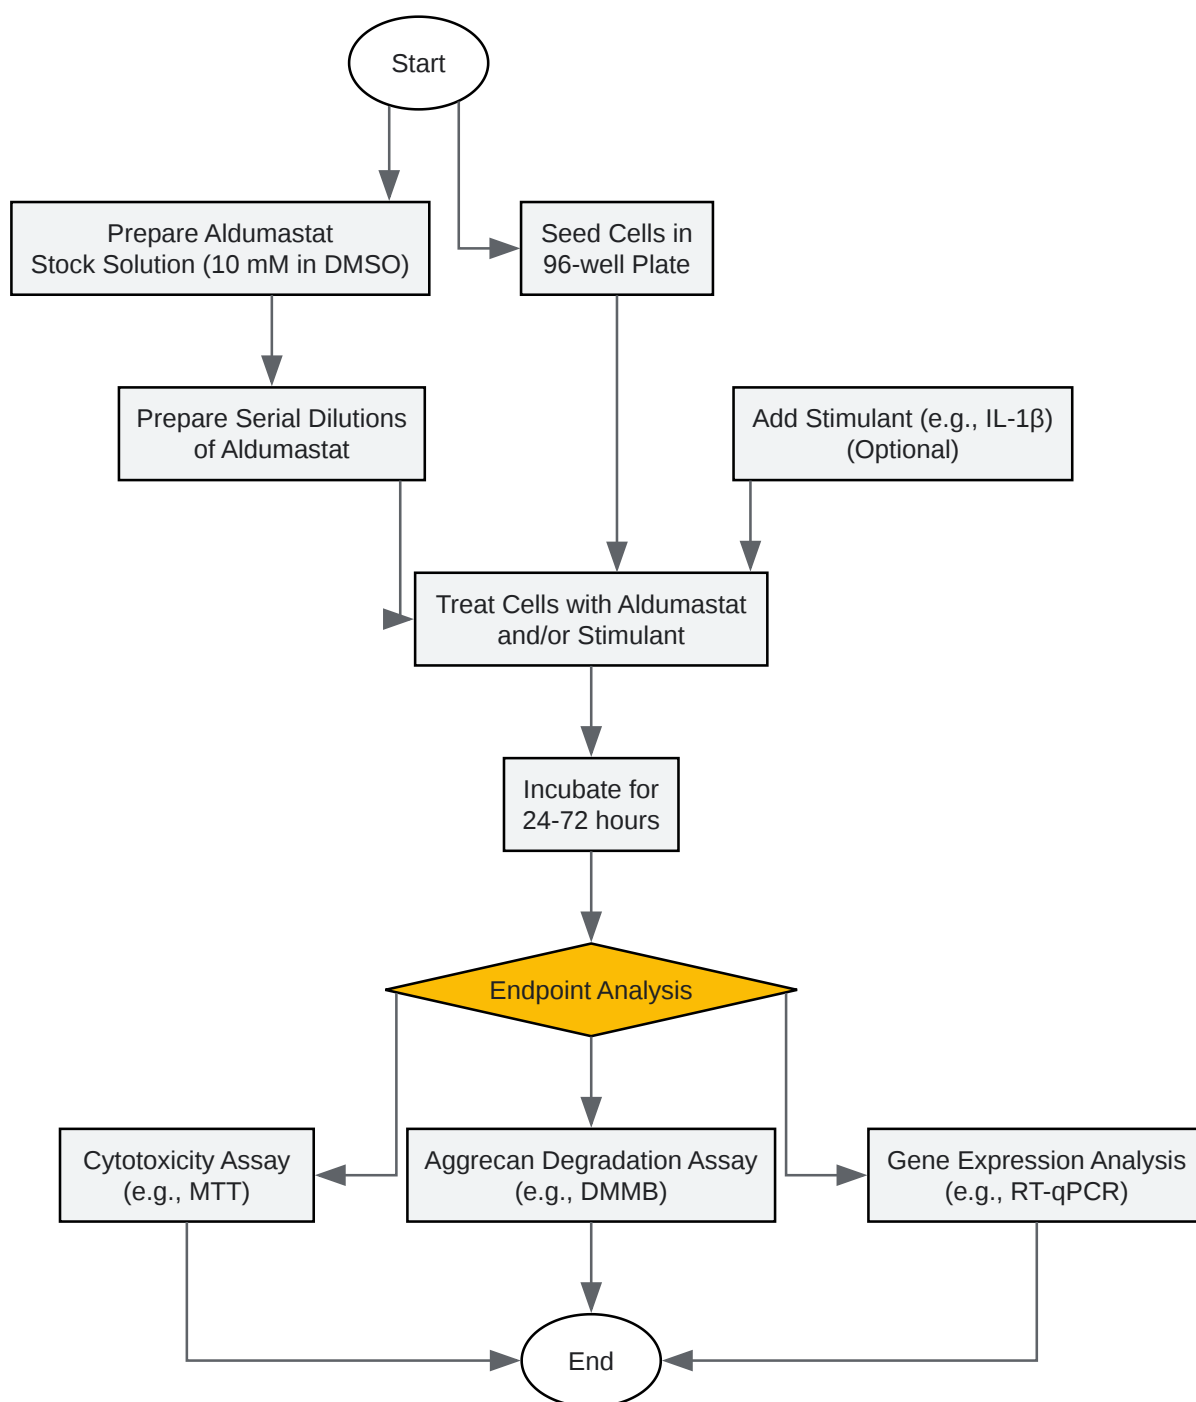 Start
Prepare Aldumastat
Stock Solution (10 mM in DMSO)
Seed Cells in
96-well Plate
Prepare Serial Dilutions
of Aldumastat
Add Stimulant (e.g., IL-1β)
(Optional)
Treat Cells with Aldumastat
and/or Stimulant
Incubate for
24-72 hours
Endpoint Analysis
Cytotoxicity Assay
(e.g., MTT)
Aggrecan Degradation Assay
(e.g., DMMB)
Gene Expression Analysis
(e.g., RT-qPCR)
End